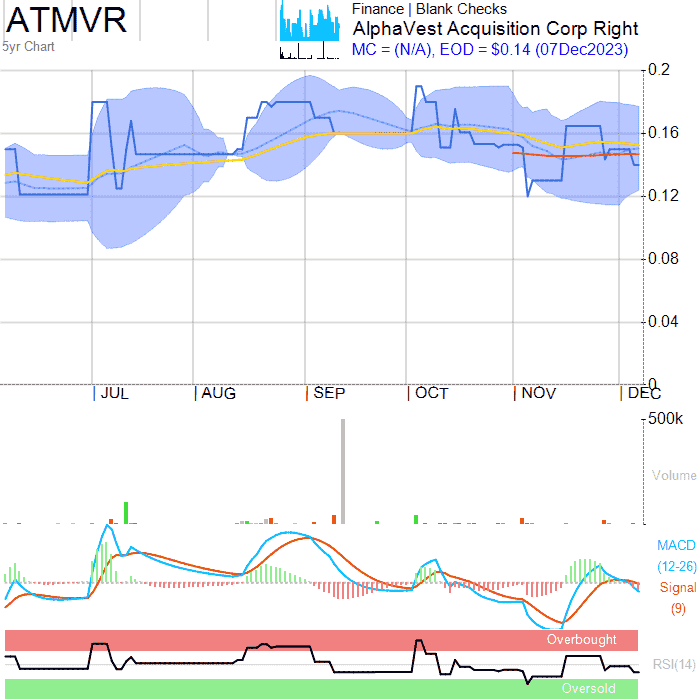 ATMVR
5yr Chart
Finance | Blank Checks
AlphaVest Acquisition Corp Right
MC = (N/A), EOD = $0.14 (07Dec2023)
0.2
0.16
0.12
0.08
0.04
0
JUL
AUG
SEP
OCT
NOV
DEC
500k
Volume
MACD
(12-26)
Signal
(9)
Overbought
RSI(14)
Oversold